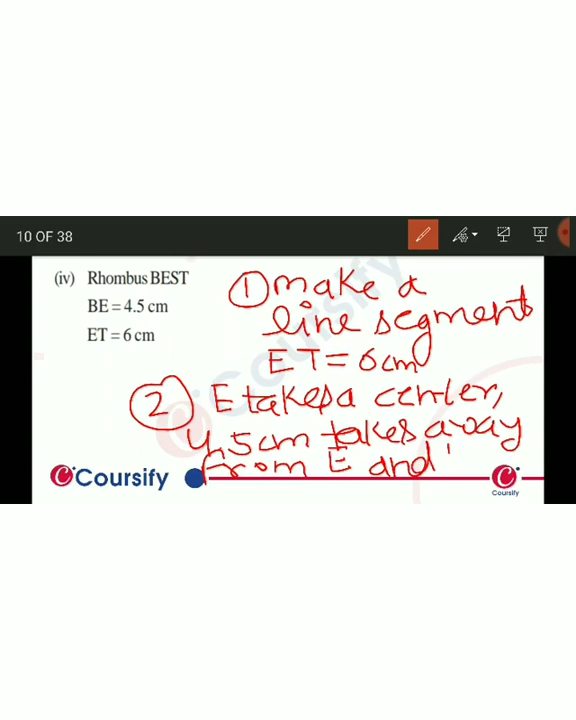 10 OF 38
(iv) Rhombus BEST
BE = 4.5 cm
ET = 6 cm
① make a
line segment
ET = 6cm
② E takes a center,
4.5cm takes away
from E and
Coursify
Coursify
Coursify